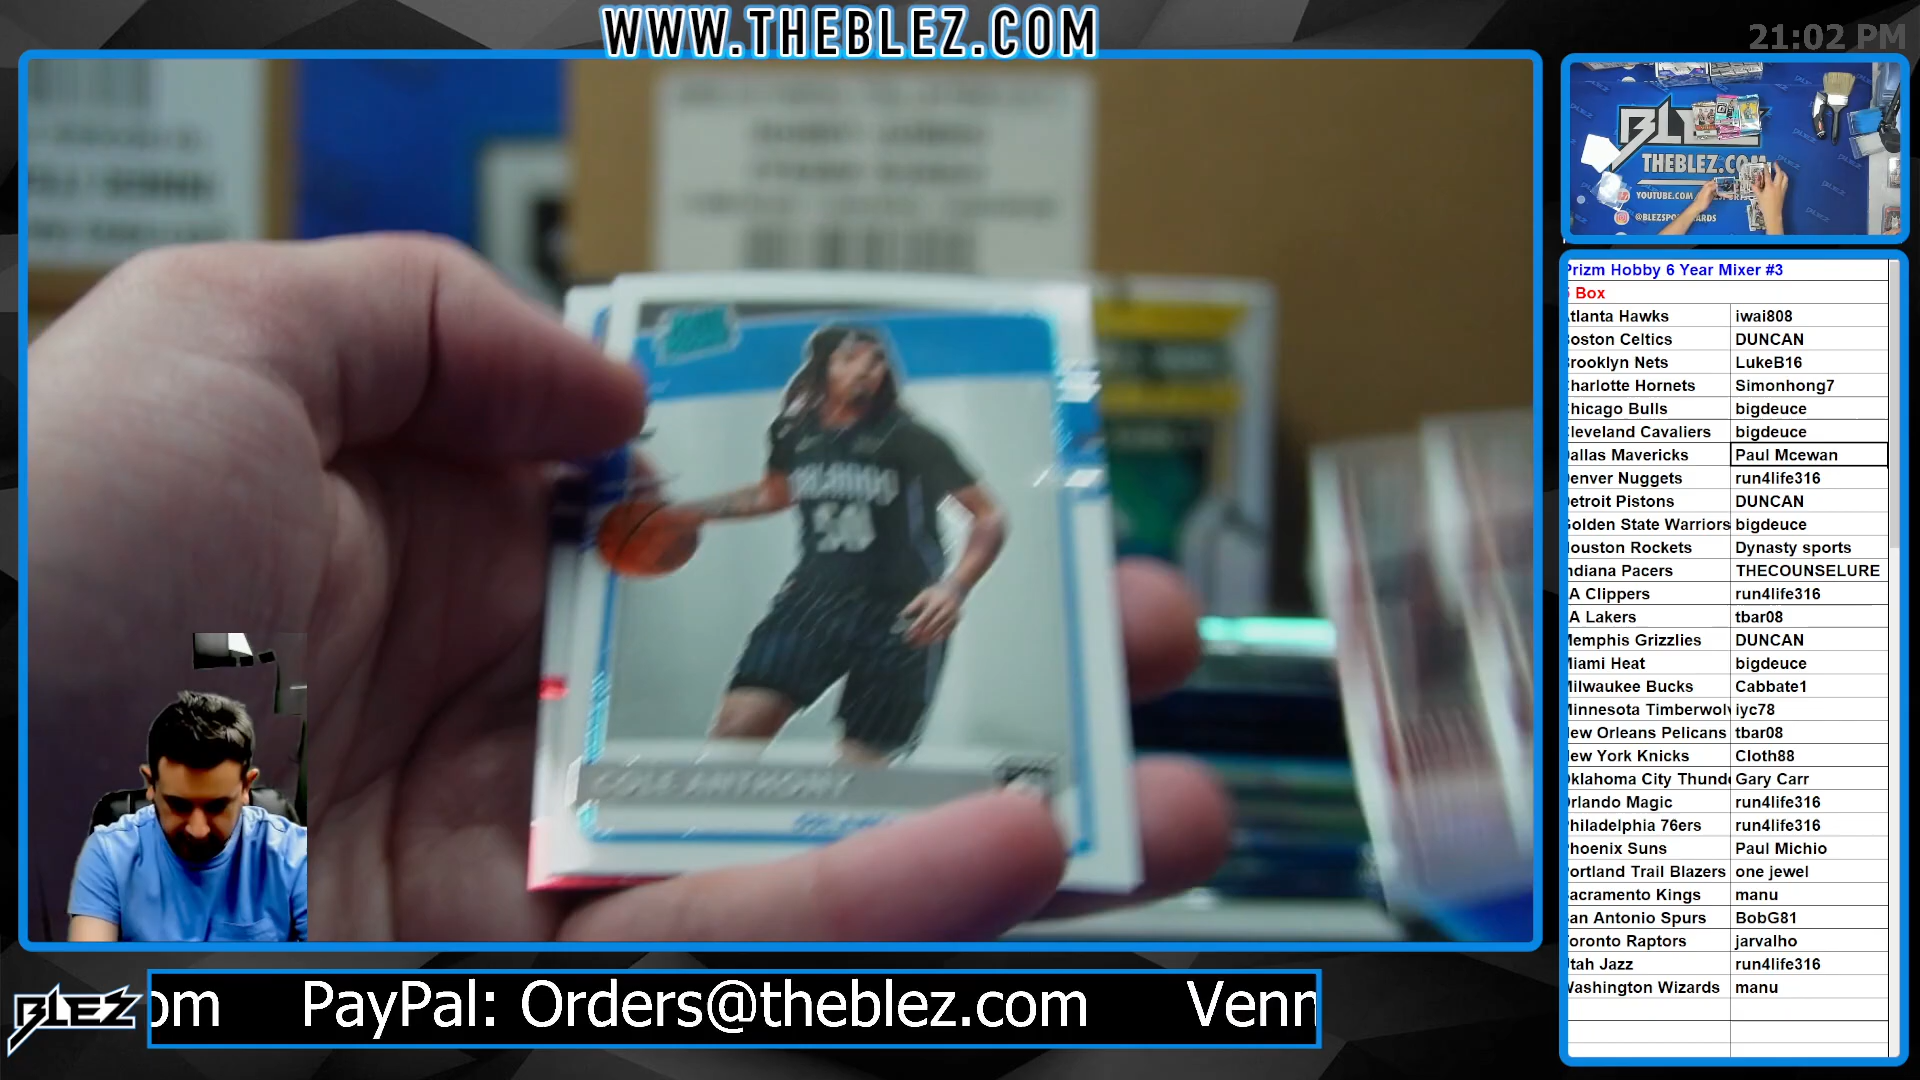 WWW.THEBLEZ.COM
21:02 PM
BLEZ
THEBLEZ.COM
YOUTUBE.COM
COLE ANTHONY
50
Prizm Hobby 6 Year Mixer #3
Box
tlanta Hawks iwai808
oston Celtics DUNCAN
rooklyn Nets LukeB16
harlotte Hornets Simonhong7
hicago Bulls bigdeuce
leveland Cavaliers bigdeuce
allas Mavericks Paul Mcewan
enver Nuggets run4life316
etroit Pistons DUNCAN
olden State Warriors bigdeuce
ouston Rockets Dynasty sports
ndiana Pacers THECOUNSELURE
A Clippers run4life316
A Lakers tbar08
emphis Grizzlies DUNCAN
iami Heat bigdeuce
ilwaukee Bucks Cabbate1
innesota Timberwol iyc78
ew Orleans Pelicans tbar08
ew York Knicks Cloth88
klahoma City Thund Gary Carr
rlando Magic run4life316
hiladelphia 76ers run4life316
hoenix Suns Paul Michio
ortland Trail Blazers one jewel
acramento Kings manu
an Antonio Spurs BobG81
oronto Raptors jarvalho
tah Jazz run4life316
ashington Wizards manu
BLEZ
om PayPal: Orders@theblez.com Venn